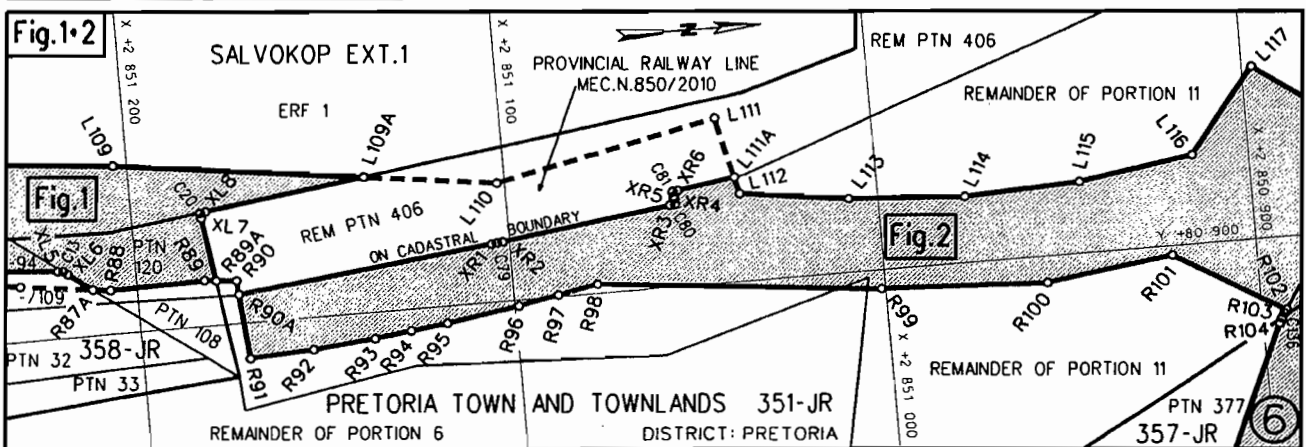 Fig.1•2
X +2 851 200
SALVOKOP EXT.1
ERF 1
X +2 851 100
N
PROVINCIAL RAILWAY LINE
MEC.N.850/2010
REM PTN 406
REMAINDER OF PORTION 11
L117
L109
L109A
L110
L111
L111A
L112
L113
L114
L115
L116
X +2 850 900
Fig.1
C20
XL8
XL7
REM PTN 406
ON CADASTRAL BOUNDARY
C81
XR6
XR5
XR4
XR3
C80
Fig.2
Y +80 900
94
XL5
C73
XL6
R88
PTN 120
R89
R89A
R90
XR1
C79
XR2
-/109
R87A
PTN 108
R90A
R91
R92
R93
R94
R95
R96
R97
R98
R99
R100
R101
R102
R103
R104
PTN 32
358-JR
PTN 33
X +2 851 000
REMAINDER OF PORTION 11
PRETORIA TOWN AND TOWNLANDS 351-JR
REMAINDER OF PORTION 6
DISTRICT: PRETORIA
PTN 377
357-JR
6